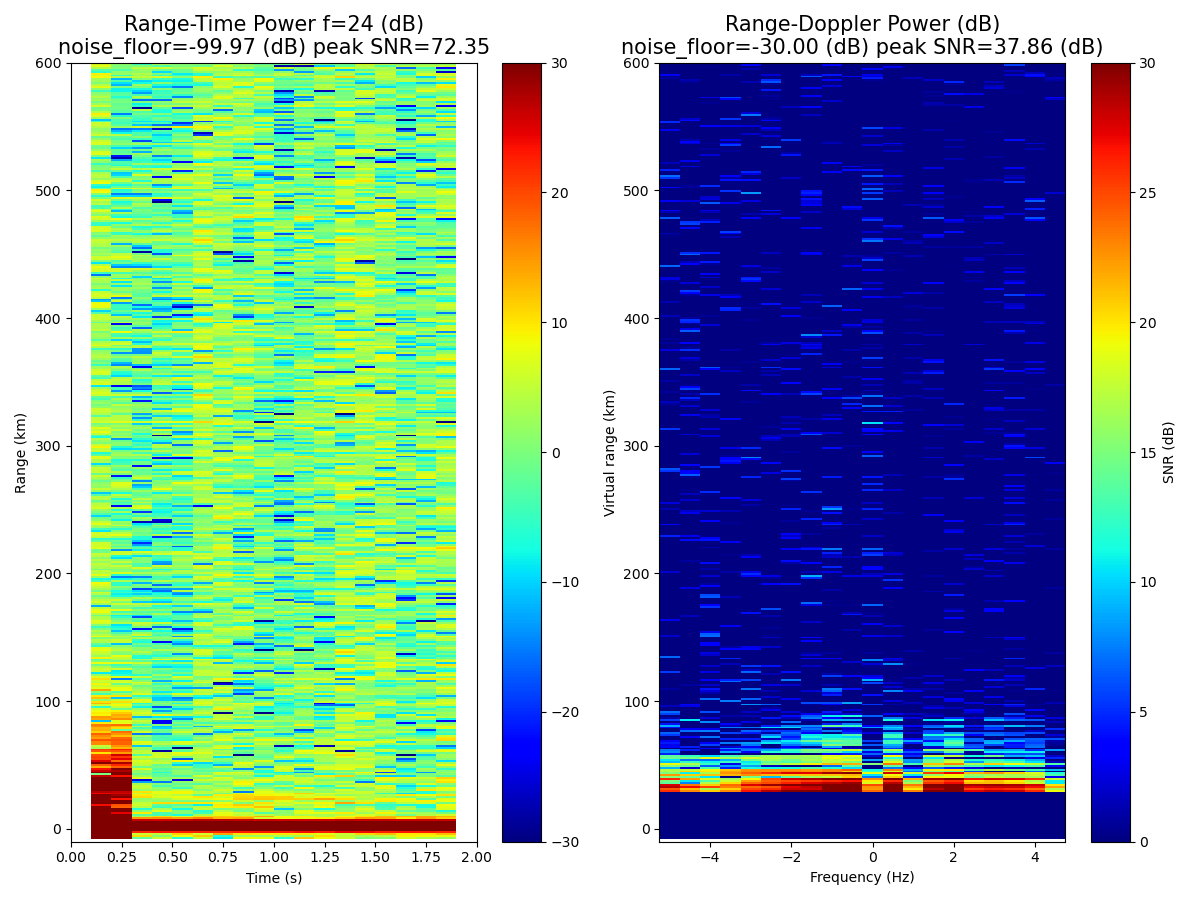 Range-Time Power f=24 (dB)
noise_floor=-99.97 (dB) peak SNR=72.35
600
500
400
300
200
100
0
Range (km)
0.00 0.25 0.50 0.75 1.00 1.25 1.50 1.75 2.00
Time (s)
30
20
10
0
−10
−20
−30
Range-Doppler Power (dB)
noise_floor=-30.00 (dB) peak SNR=37.86 (dB)
600
500
400
300
200
100
0
Virtual range (km)
−4 −2 0 2 4
Frequency (Hz)
30
25
20
15
10
5
0
SNR (dB)